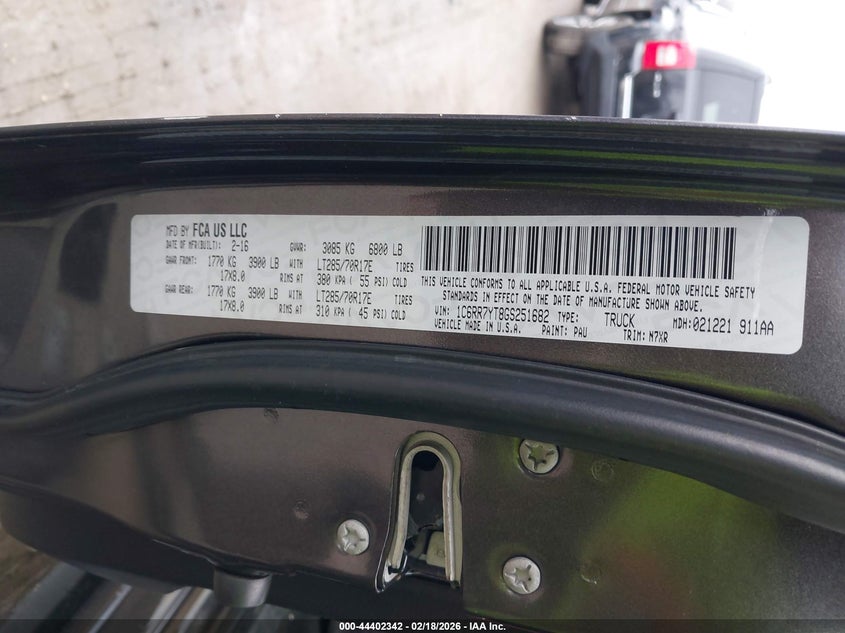 MFD BY FCA US LLC
DATE OF MFR(BUILT): 2-16 GVWR: 3085 KG 6800 LB
GAWR FRONT: 1770 KG 3900 LB WITH LT285/70R17E TIRES
17X8.0 RIMS AT 380 KPA ( 55 PSI) COLD
GAWR REAR: 1770 KG 3900 LB WITH LT285/70R17E TIRES
17X8.0 RIMS AT 310 KPA ( 45 PSI) COLD
THIS VEHICLE CONFORMS TO ALL APPLICABLE U.S.A. FEDERAL MOTOR VEHICLE SAFETY
STANDARDS IN EFFECT ON THE DATE OF MANUFACTURE SHOWN ABOVE.
VIN: 1C6RR7YT8GS251682 TYPE: TRUCK MDH:021221 911AA
VEHICLE MADE IN U.S.A. PAINT: PAU TRIM: N7XR
000-44402342 - 02/18/2026 - IAA Inc.